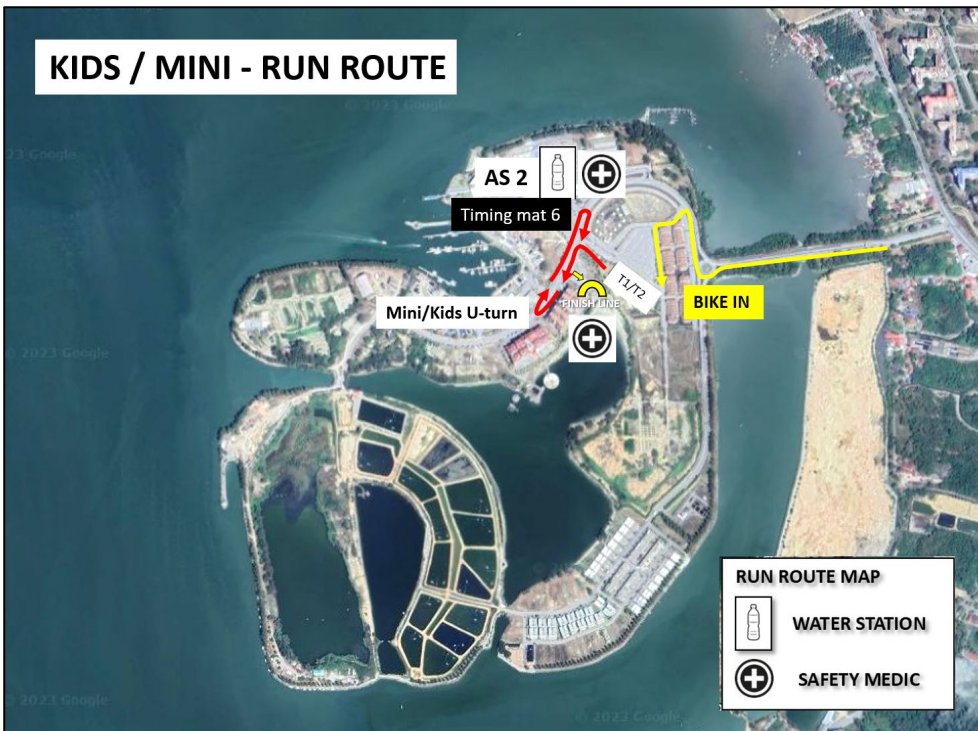 KIDS / MINI - RUN ROUTE
© 2023 Google
23 Google
AS 2
Timing mat 6
T1/T2
Mini/Kids U-turn
FINISH LINE
BIKE IN
© 2023 Google
RUN ROUTE MAP
WATER STATION
SAFETY MEDIC
© 2023 Google
© 2023 Google